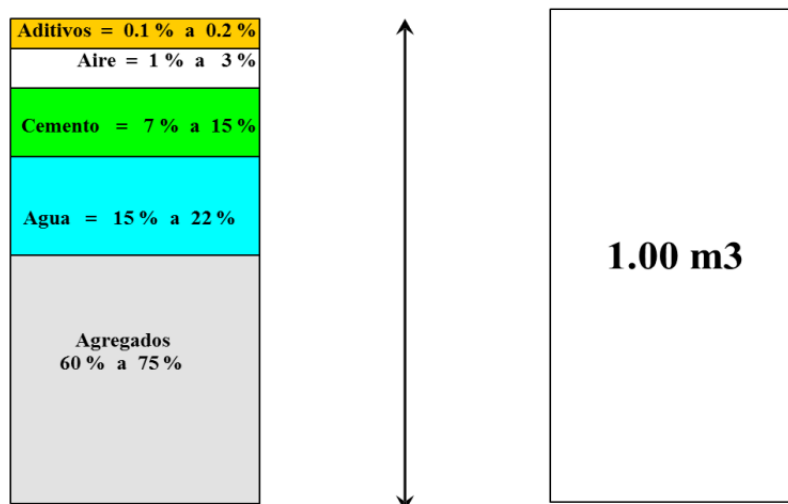 Aditivos = 0.1 % a 0.2 %
Aire = 1 % a 3 %
Cemento = 7 % a 15 %
Agua = 15 % a 22 %
Agregados
60 % a 75 %
1.00 m3